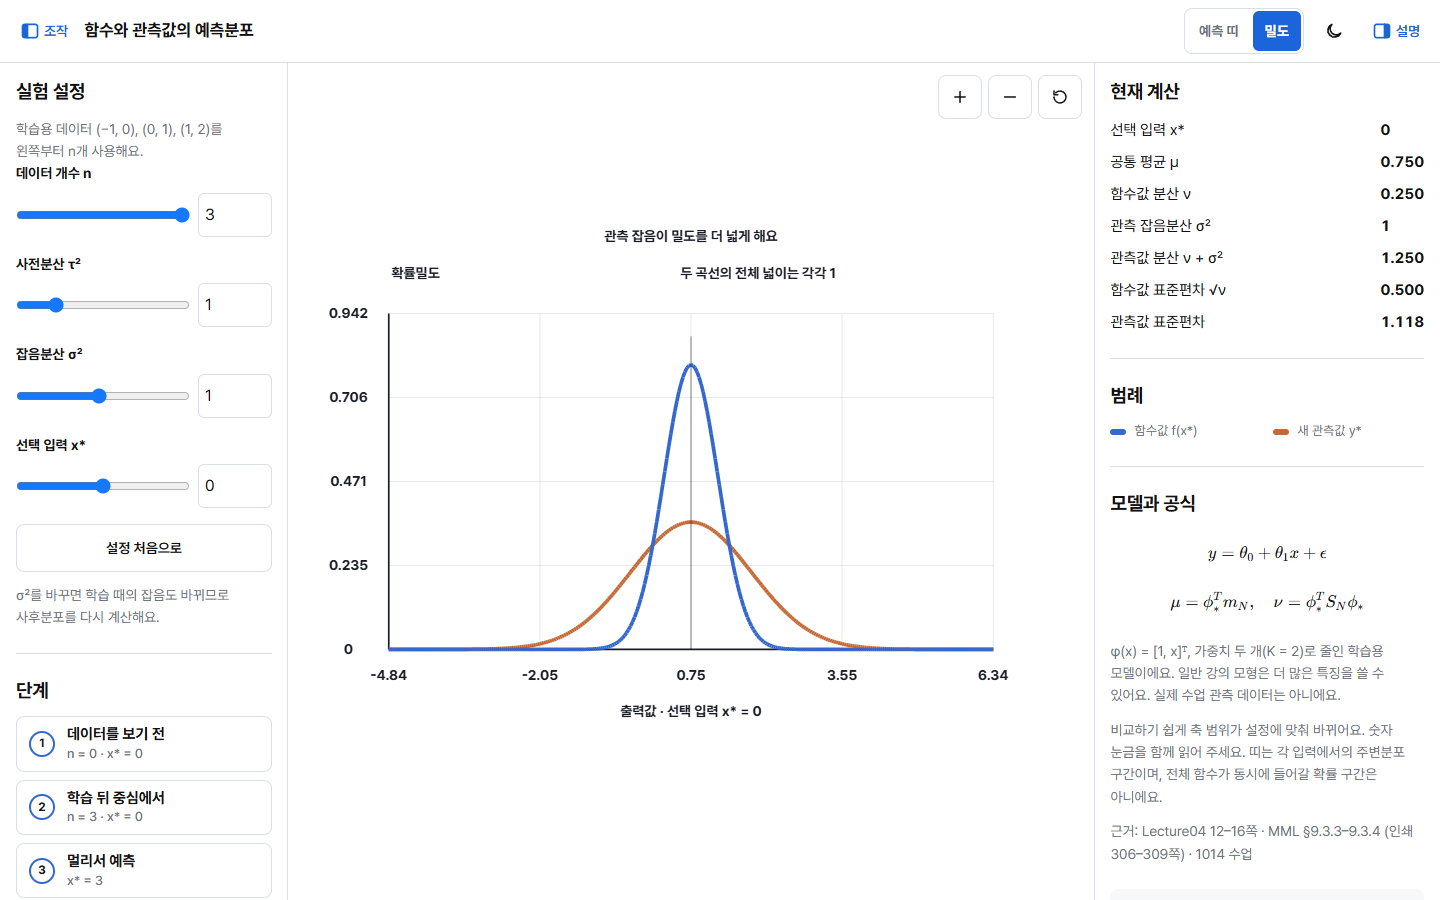 조작
함수와 관측값의 예측분포
예측 띠
밀도
설명
실험 설정
학습용 데이터 (−1, 0), (0, 1), (1, 2)를
왼쪽부터 n개 사용해요.
데이터 개수 n
3
사전분산 τ²
1
잡음분산 σ²
1
선택 입력 x*
0
설정 처음으로
σ²를 바꾸면 학습 때의 잡음도 바뀌므로
사후분포를 다시 계산해요.
단계
1
데이터를 보기 전
n = 0 · x* = 0
2
학습 뒤 중심에서
n = 3 · x* = 0
3
멀리서 예측
x* = 3
+
−
관측 잡음이 밀도를 더 넓게 해요
확률밀도
두 곡선의 전체 넓이는 각각 1
0.942
0.706
0.471
0.235
0
-4.84
-2.05
0.75
3.55
6.34
출력값 · 선택 입력 x* = 0
현재 계산
선택 입력 x* 0
공통 평균 μ 0.750
함수값 분산 ν 0.250
관측 잡음분산 σ² 1
관측값 분산 ν + σ² 1.250
함수값 표준편차 √ν 0.500
관측값 표준편차 1.118
범례
함수값 f(x*)
새 관측값 y*
모델과 공식
y = θ₀ + θ₁x + ϵ
μ = ϕ*ᵀm_N, ν = ϕ*ᵀS_Nϕ*
φ(x) = [1, x]ᵀ, 가중치 두 개(K = 2)로 줄인 학습용
모델이에요. 일반 강의 모형은 더 많은 특징을 쓸 수
있어요. 실제 수업 관측 데이터는 아니에요.
비교하기 쉽게 축 범위가 설정에 맞춰 바뀌어요. 숫자
눈금을 함께 읽어 주세요. 띠는 각 입력에서의 주변분포
구간이며, 전체 함수가 동시에 들어갈 확률 구간은
아니에요.
근거: Lecture04 12–16쪽 · MML §9.3.3–9.3.4 (인쇄
306–309쪽) · 1014 수업